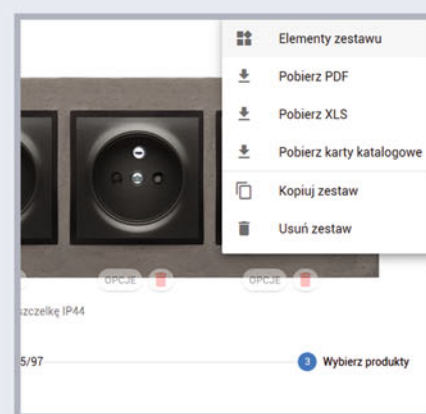 Elementy zestawu
Pobierz PDF
Pobierz XLS
Pobierz karty katalogowe
Kopiuj zestaw
Usuń zestaw
OPCJE OPCJE
IP44
5/97
3 Wybierz produkty